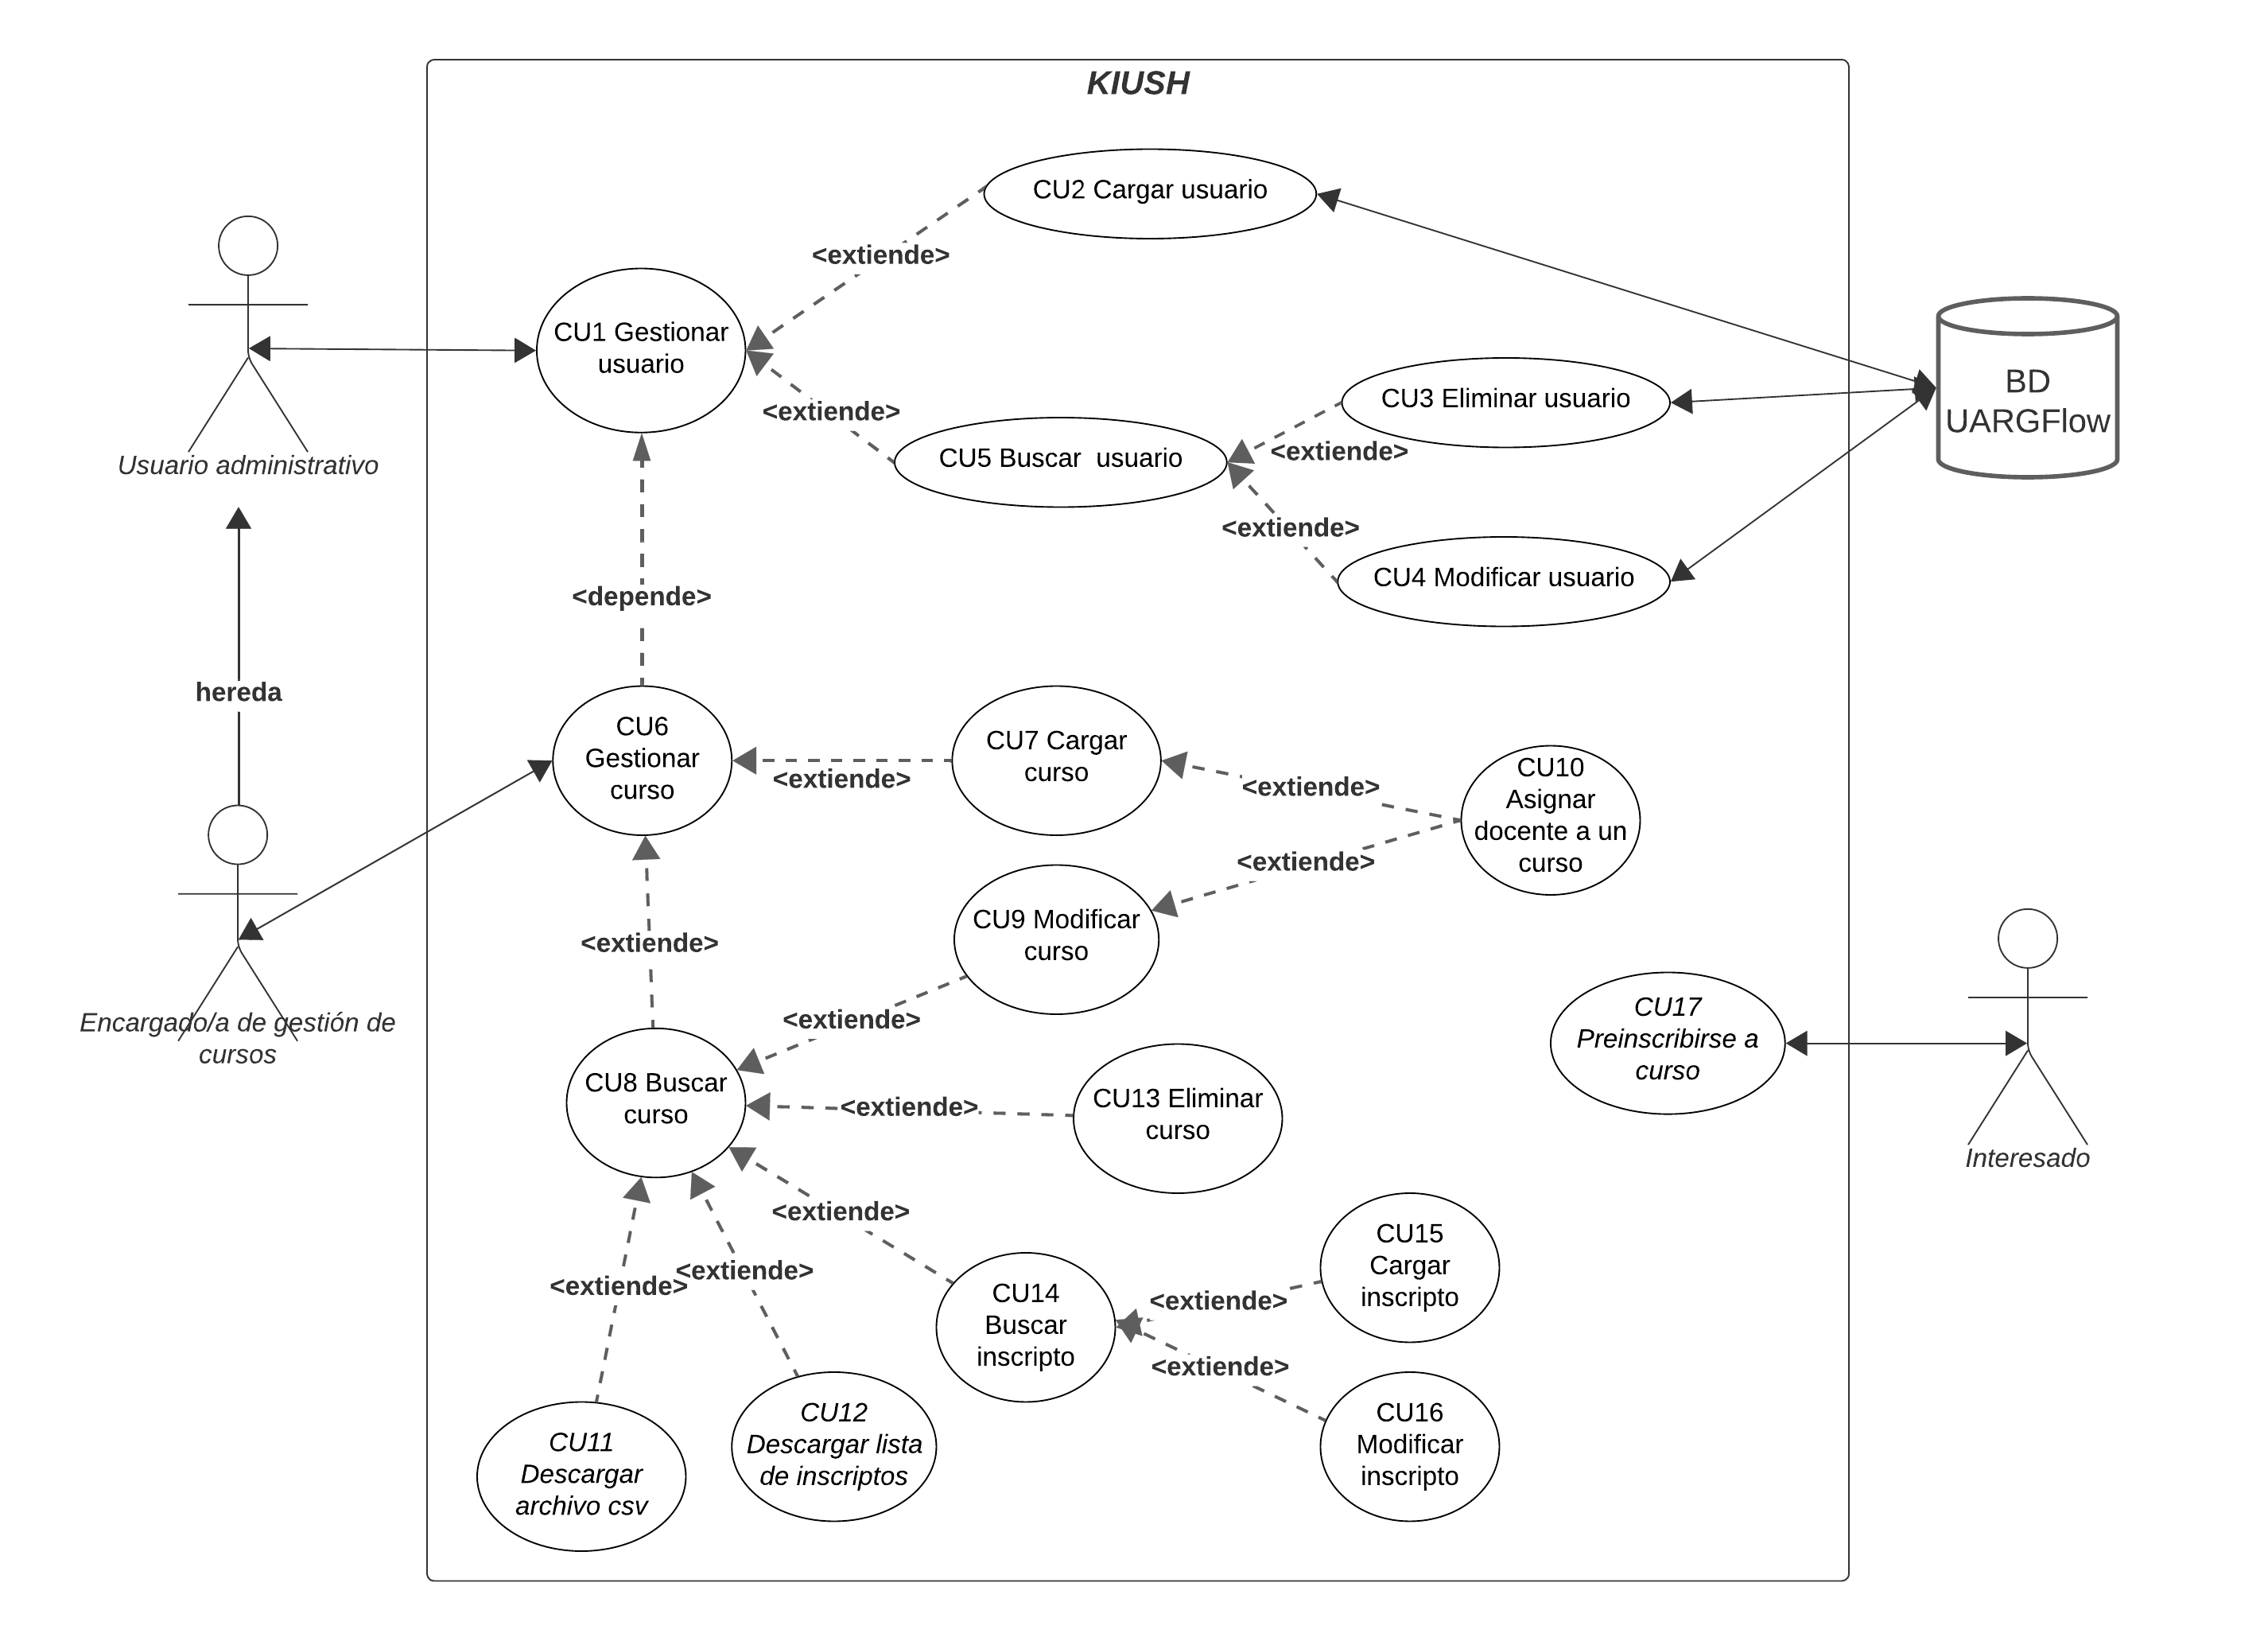 KIUSH
CU2 Cargar usuario
<extiende>
CU1 Gestionar
usuario
BD
UARGFlow
CU3 Eliminar usuario
<extiende>
<extiende>
CU5 Buscar  usuario
Usuario administrativo
<extiende>
CU4 Modificar usuario
<depende>
hereda
CU6
Gestionar
curso
<extiende>
CU7 Cargar
curso
<extiende>
CU10
Asignar
docente a un
curso
<extiende>
CU9 Modificar
curso
<extiende>
<extiende>
Encargado/a de gestión de
cursos
CU17
Preinscribirse a
curso
Interesado
CU8 Buscar
curso
<extiende>
CU13 Eliminar
curso
<extiende>
<extiende>
<extiende>
CU14
Buscar
inscripto
<extiende>
CU15
Cargar
inscripto
<extiende>
CU16
Modificar
inscripto
CU12
Descargar lista
de inscriptos
CU11
Descargar
archivo csv